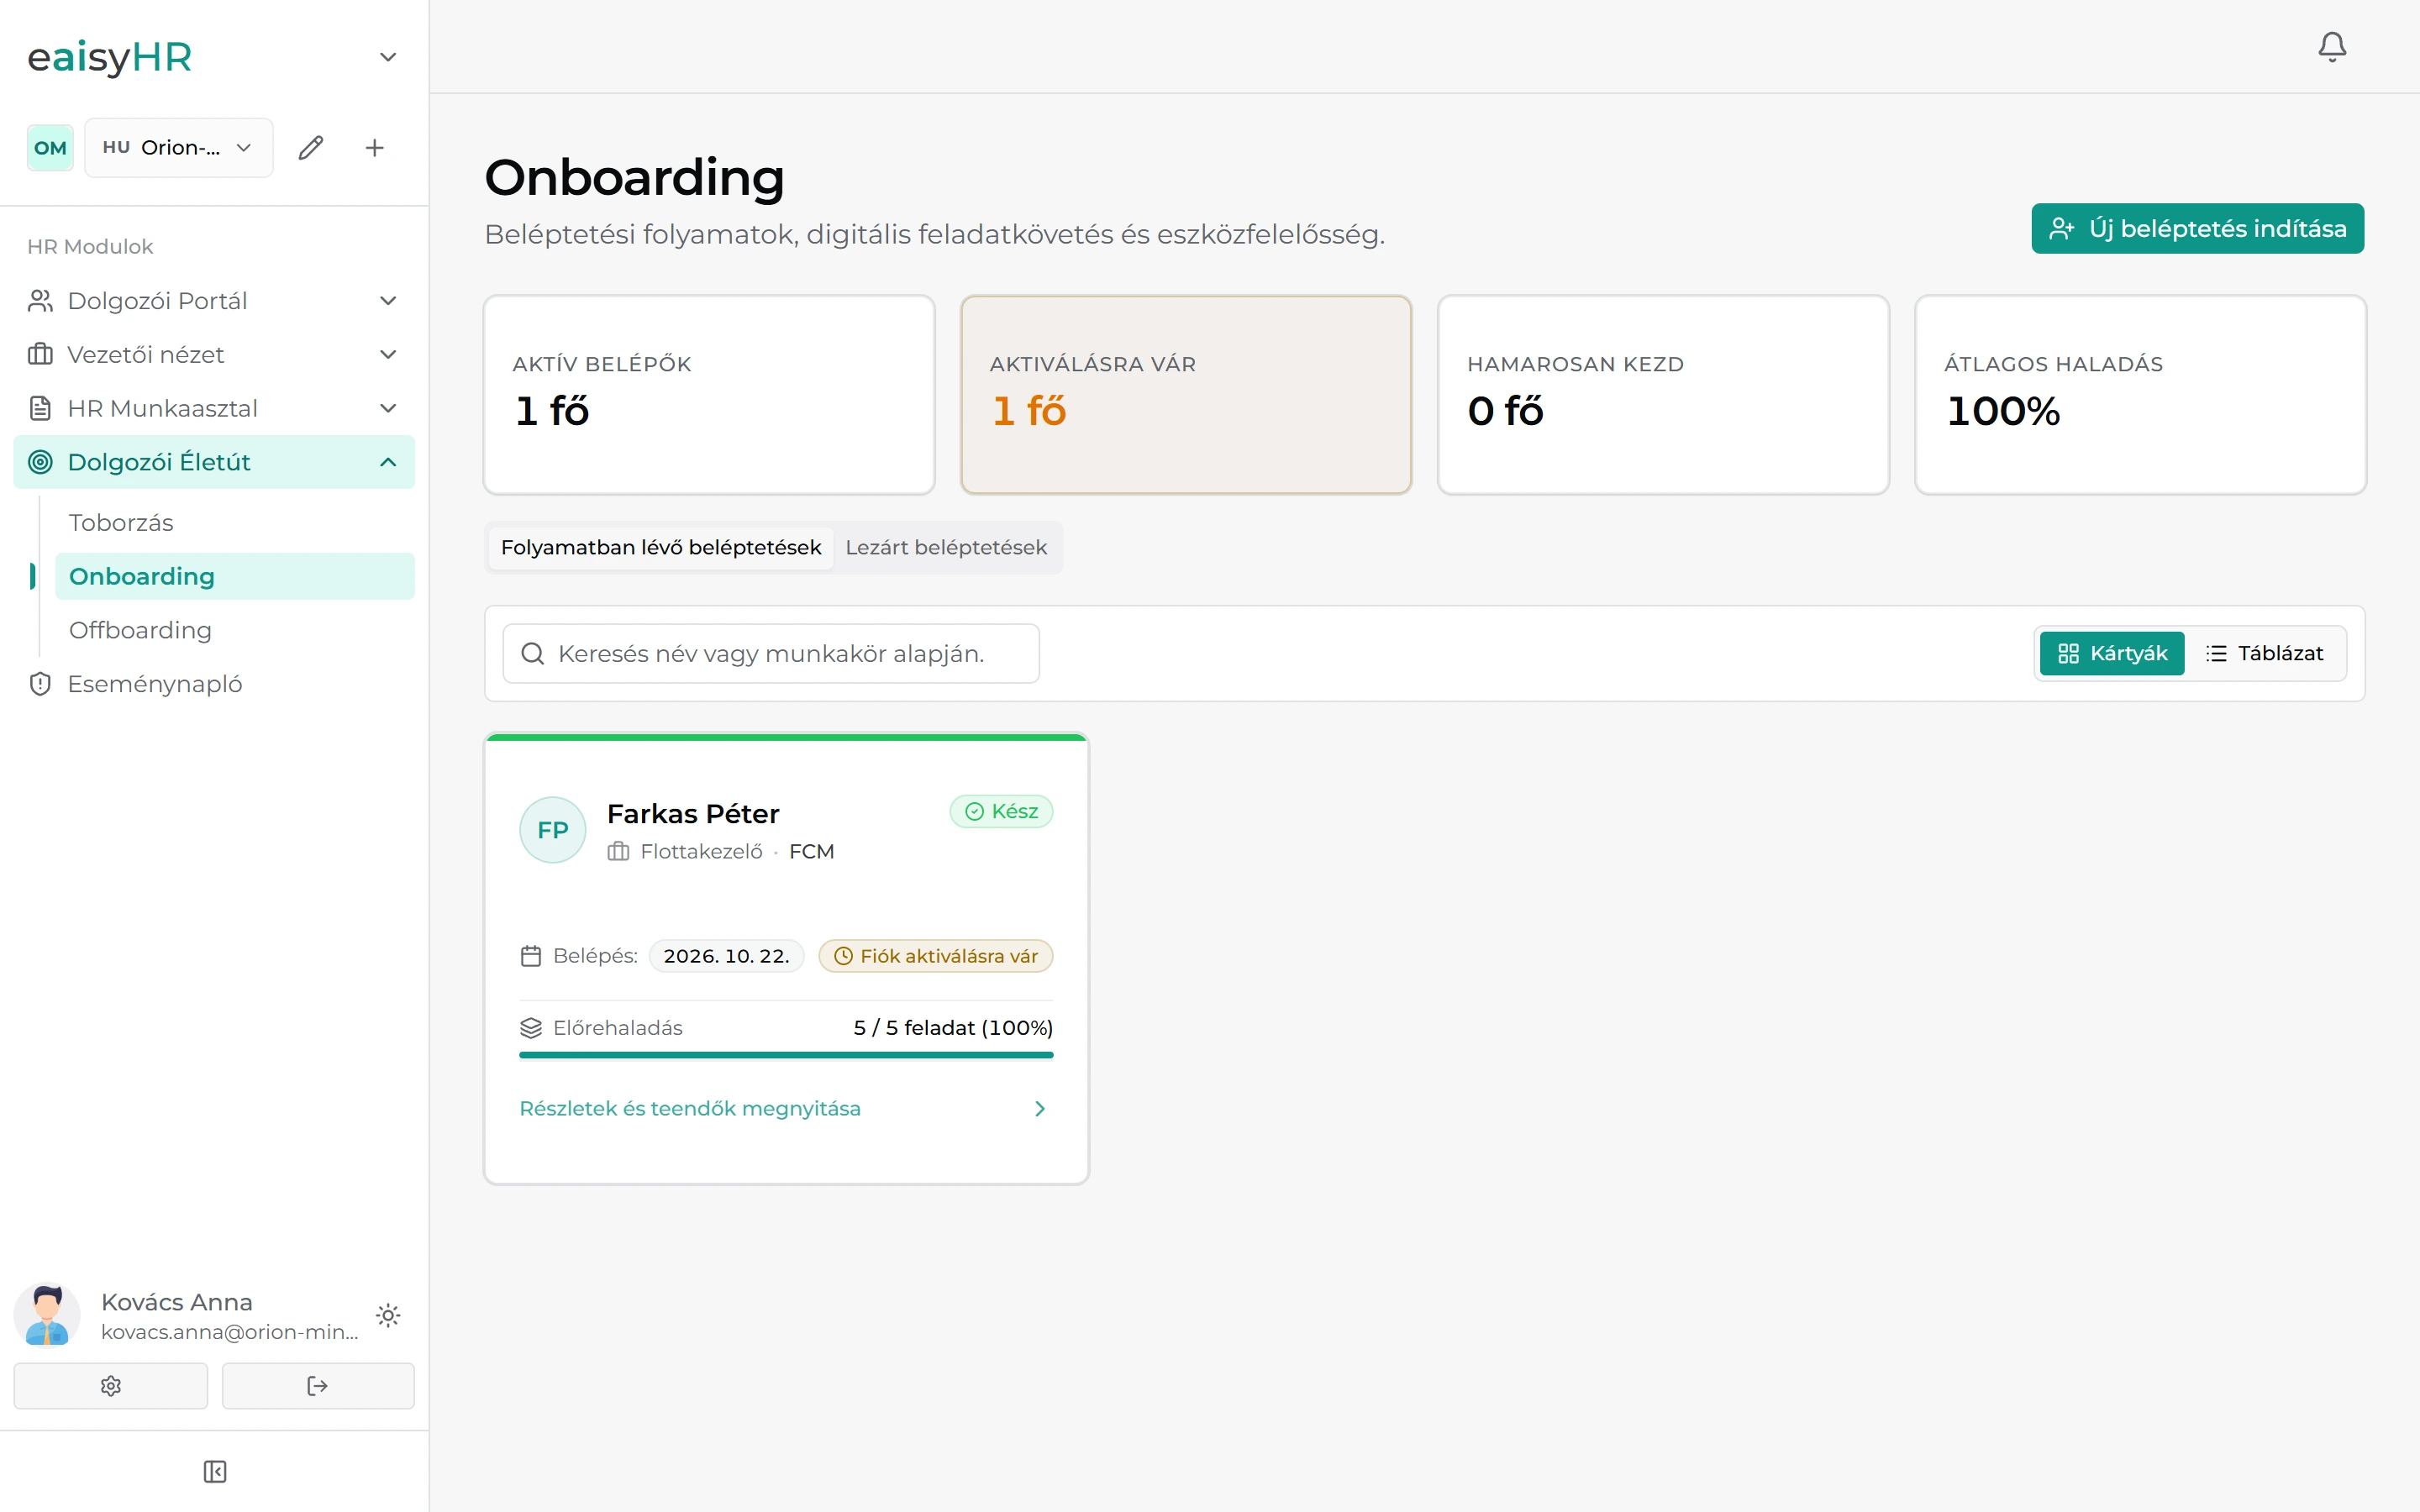 eaisyHR
OM
HU Orion-...
HR Modulok
Dolgozói Portál
Vezetői nézet
HR Munkaasztal
Dolgozói Életút
Toborzás
Onboarding
Offboarding
Eseménynapló
Kovács Anna
kovacs.anna@orion-min...
Onboarding
Beléptetési folyamatok, digitális feladatkövetés és eszközfelelősség.
Új beléptetés indítása
AKTÍV BELÉPŐK
1 fő
AKTIVÁLÁSRA VÁR
1 fő
HAMAROSAN KEZD
0 fő
ÁTLAGOS HALADÁS
100%
Folyamatban lévő beléptetések
Lezárt beléptetések
Keresés név vagy munkakör alapján.
Kártyák
Táblázat
FP
Farkas Péter
Kész
Flottakezelő · FCM
Belépés: 2026. 10. 22.
Fiók aktiválásra vár
Előrehaladás
5 / 5 feladat (100%)
Részletek és teendők megnyitása